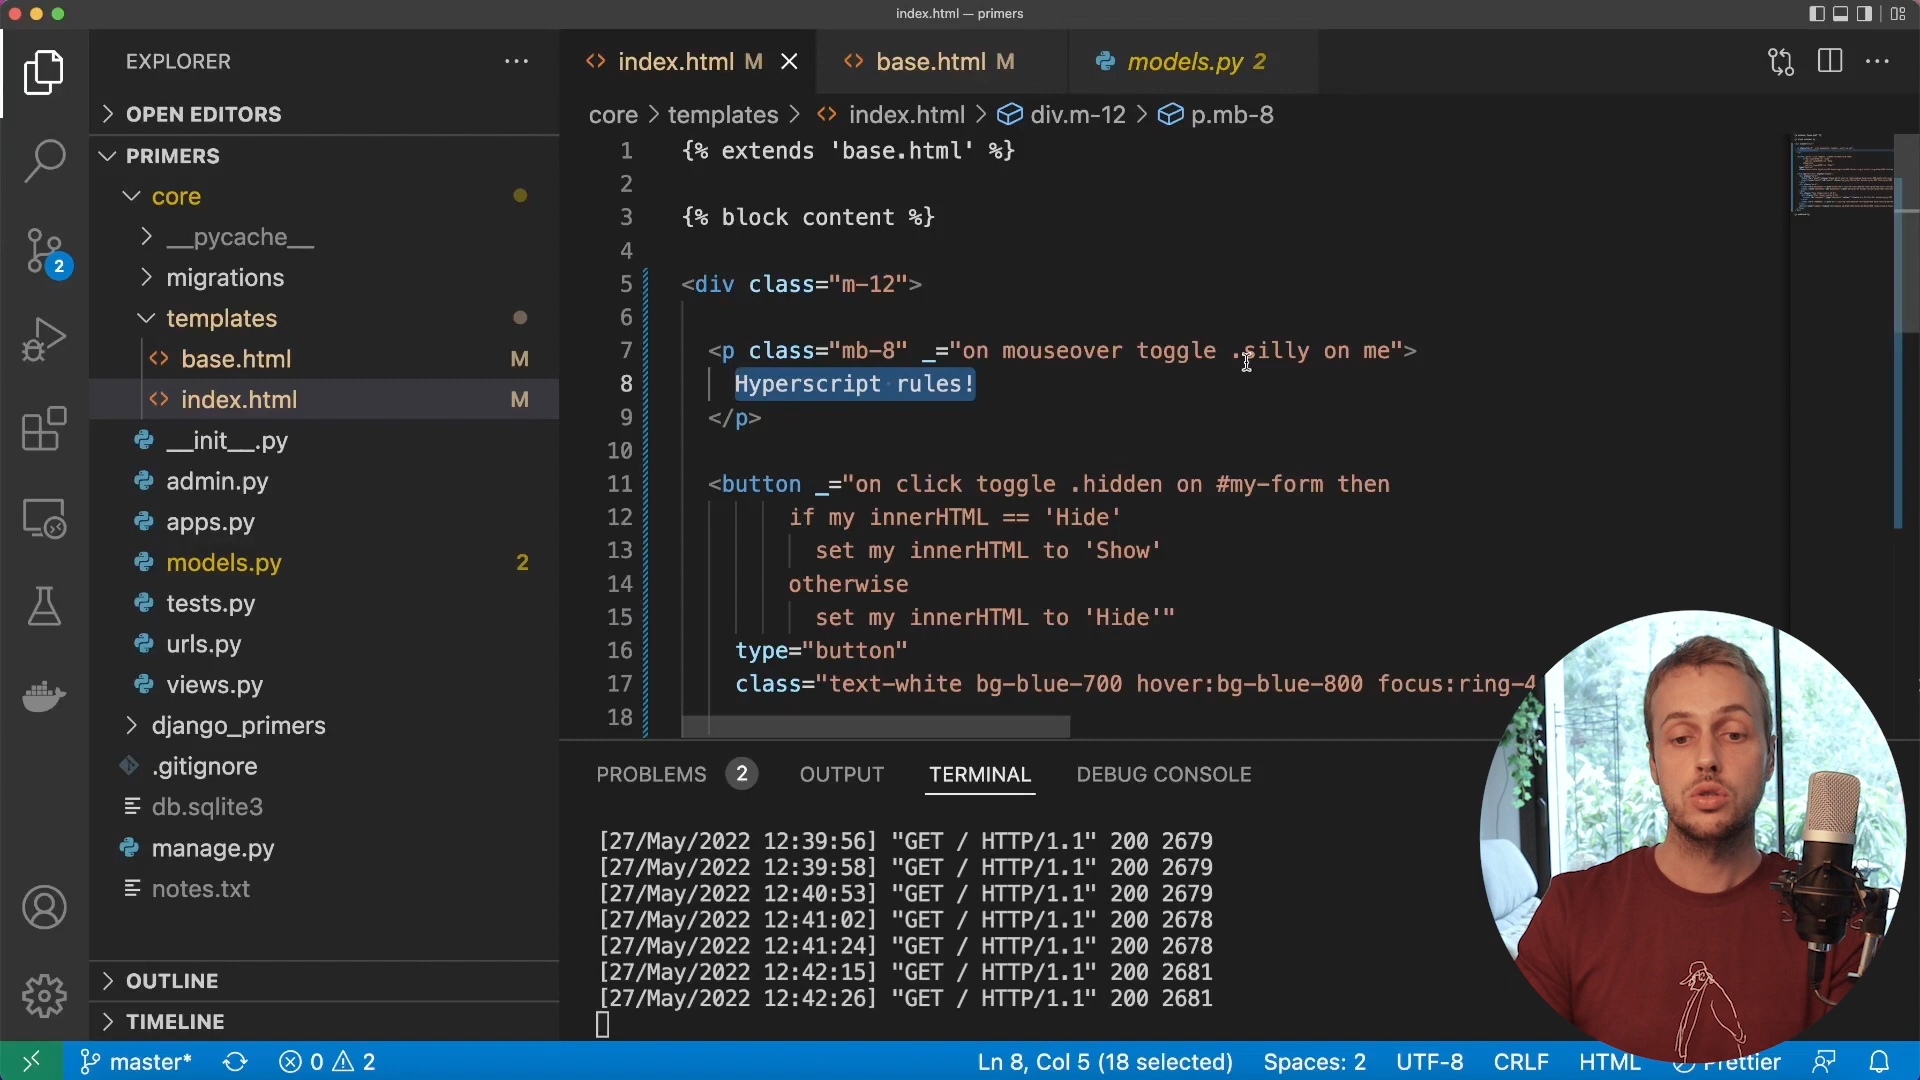 index.html — primers
EXPLORER
OPEN EDITORS
PRIMERS
core
__pycache__
migrations
templates
base.html M
index.html M
__init__.py
admin.py
apps.py
models.py 2
tests.py
urls.py
views.py
django_primers
.gitignore
db.sqlite3
manage.py
notes.txt
OUTLINE
TIMELINE
2
index.html M
base.html M
models.py 2
core > templates > index.html > div.m-12 > p.mb-8
1 {% extends 'base.html' %}
2
3 {% block content %}
4
5 <div class="m-12">
6
7 <p class="mb-8" _="on mouseover toggle .silly on me">
8 Hyperscript rules!
9 </p>
10
11 <button _="on click toggle .hidden on #my-form then
12 if my innerHTML == 'Hide'
13 set my innerHTML to 'Show'
14 otherwise
15 set my innerHTML to 'Hide'"
16 type="button"
17 class="text-white bg-blue-700 hover:bg-blue-800 focus:ring-4
18
PROBLEMS 2 OUTPUT TERMINAL DEBUG CONSOLE
[27/May/2022 12:39:56] "GET / HTTP/1.1" 200 2679
[27/May/2022 12:39:58] "GET / HTTP/1.1" 200 2679
[27/May/2022 12:40:53] "GET / HTTP/1.1" 200 2679
[27/May/2022 12:41:02] "GET / HTTP/1.1" 200 2678
[27/May/2022 12:41:24] "GET / HTTP/1.1" 200 2678
[27/May/2022 12:42:15] "GET / HTTP/1.1" 200 2681
[27/May/2022 12:42:26] "GET / HTTP/1.1" 200 2681
master* 0 2 Ln 8, Col 5 (18 selected) Spaces: 2 UTF-8 CRLF HTML Prettier